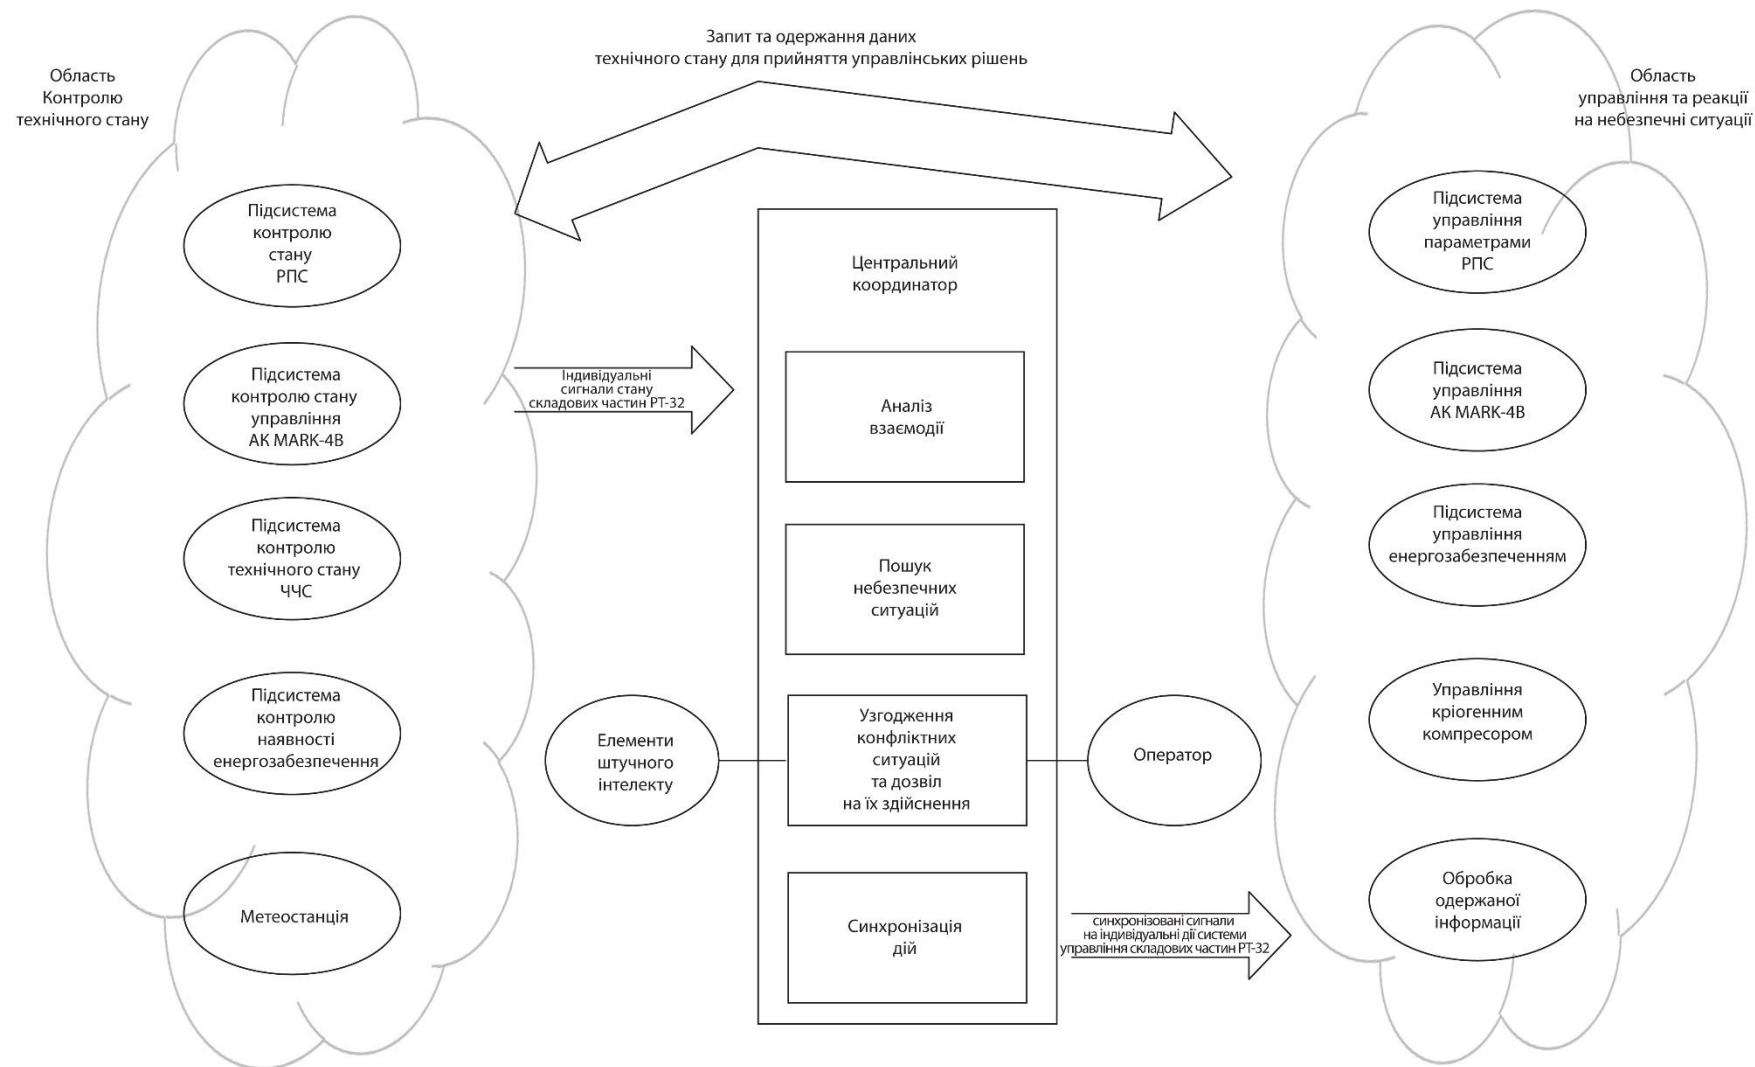 Запит та одержання даних
технічного стану для прийняття управлінських рішень
Область
Контролю
технічного стану
Область
управління та реакції
на небезпечні ситуації
Підсистема
контролю
стану
РПС
Підсистема
контролю стану
управління
АК MARK-4B
Підсистема
контролю
технічного стану
ЧЧС
Підсистема
контролю
наявності
енергозабезпечення
Метеостанція
Індивідуальні
сигнали стану
складових частин РТ-32
Центральний
координатор
Аналіз
взаємодії
Пошук
небезпечних
ситуацій
Елементи
штучного
інтелекту
Узгодження
конфліктних
ситуацій
та дозвіл
на їх здійснення
Оператор
Синхронізація
дій
синхронізовані сигнали
на індивідуальні дії системи
управління складових частин РТ-32
Підсистема
управління
параметрами
РПС
Підсистема
управління
АК MARK-4B
Підсистема
управління
енергозабезпеченням
Управління
кріогенним
компресором
Обробка
одержаної
інформації